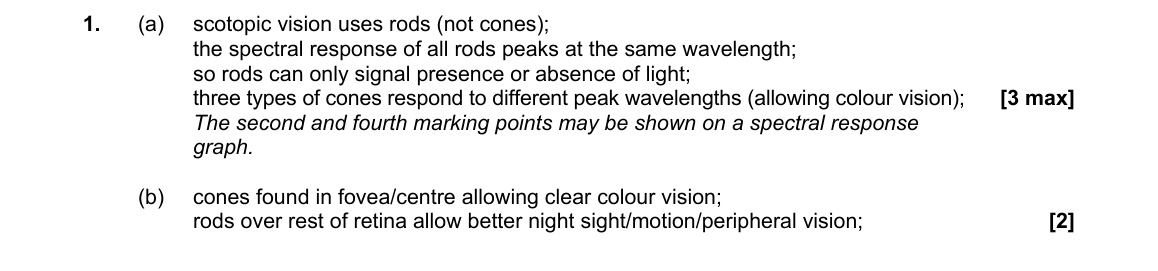 1. (a) scotopic vision uses rods (not cones);
the spectral response of all rods peaks at the same wavelength;
so rods can only signal presence or absence of light;
three types of cones respond to different peak wavelengths (allowing colour vision); [3 max]
The second and fourth marking points may be shown on a spectral response
graph.
(b) cones found in fovea/centre allowing clear colour vision;
rods over rest of retina allow better night sight/motion/peripheral vision; [2]